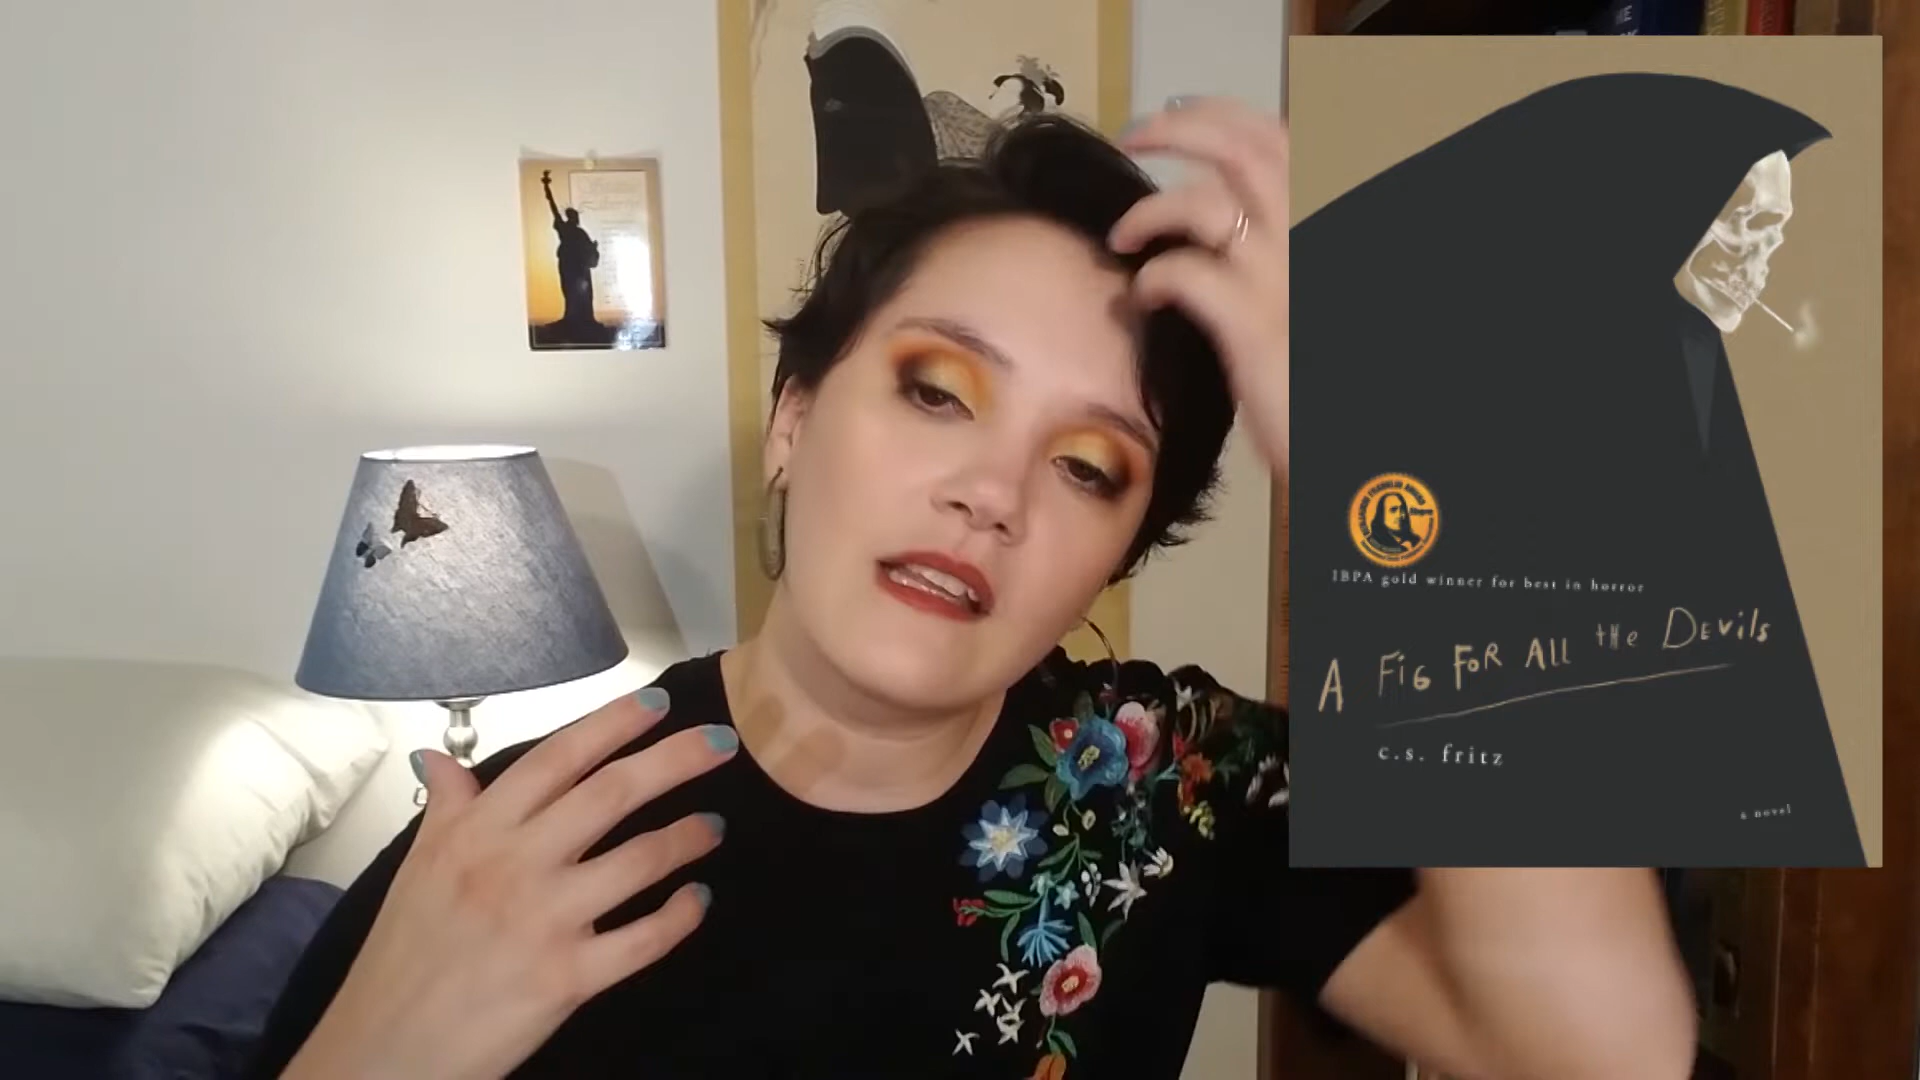 IBPA gold winner for best in horror
A FiG FoR ALL tHe DEvils
c.s. fritz
a novel